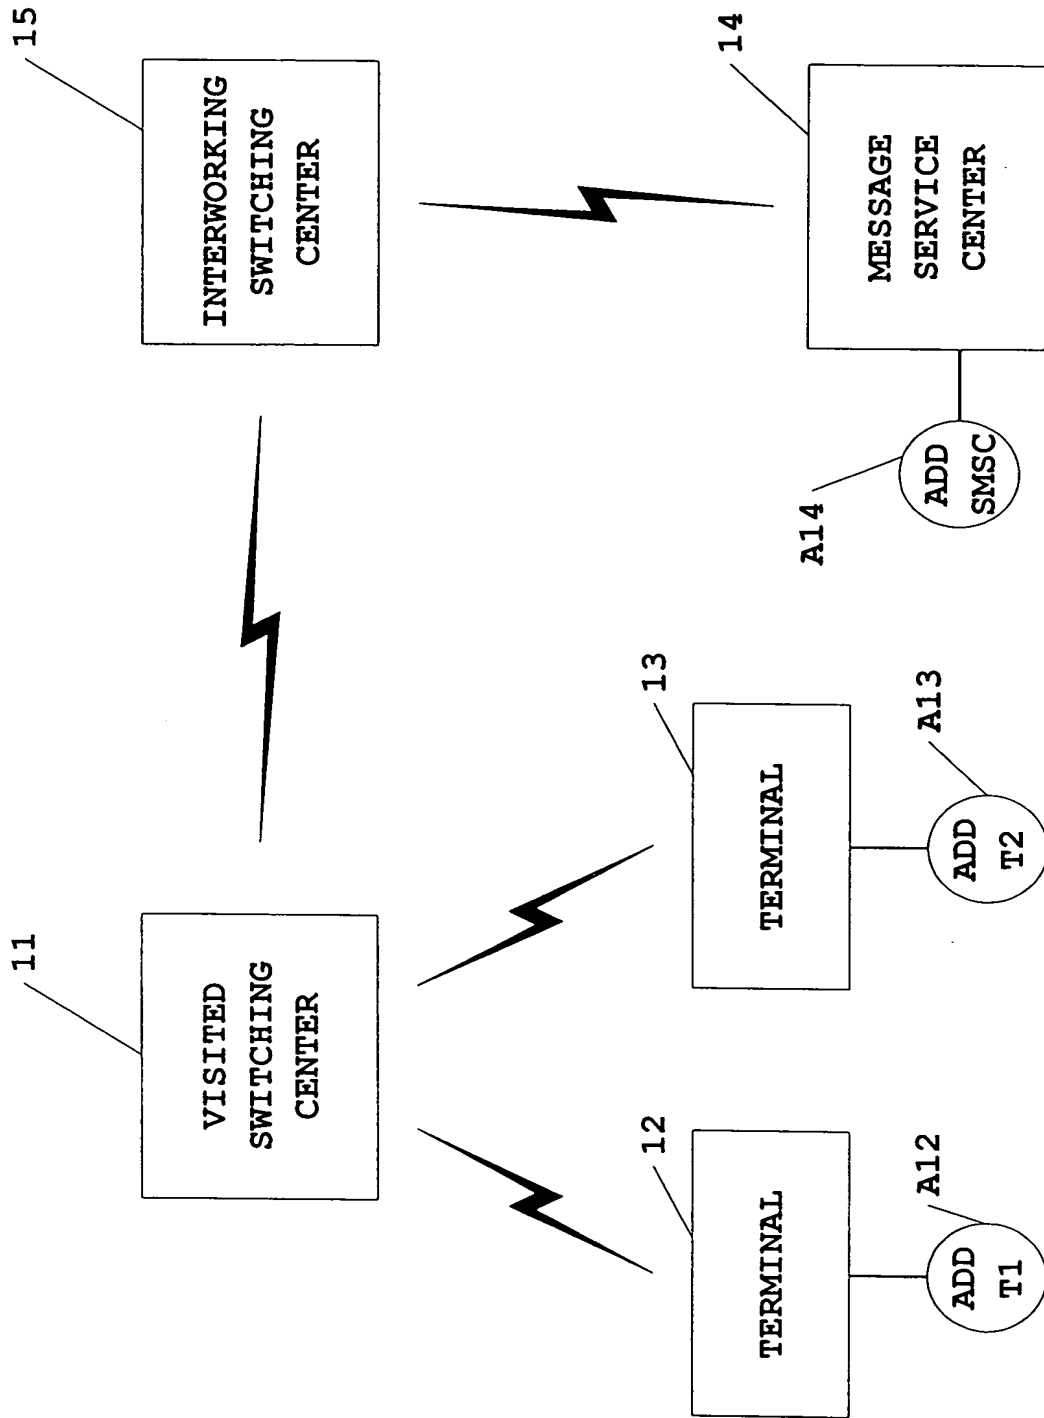 11
VISITED
SWITCHING
CENTER
15
INTERWORKING
SWITCHING
CENTER
12
TERMINAL
A12
ADD
T1
13
TERMINAL
A13
ADD
T2
14
MESSAGE
SERVICE
CENTER
A14
ADD
SMSC